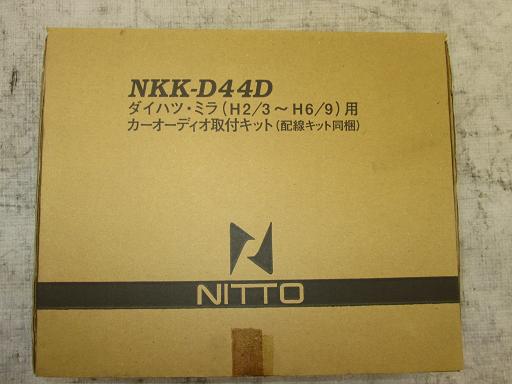 NKK-D44D
ダイハツ・ミラ(H2/3～H6/9)用
カーオーディオ取付キット(配線キット同梱)
NITTO